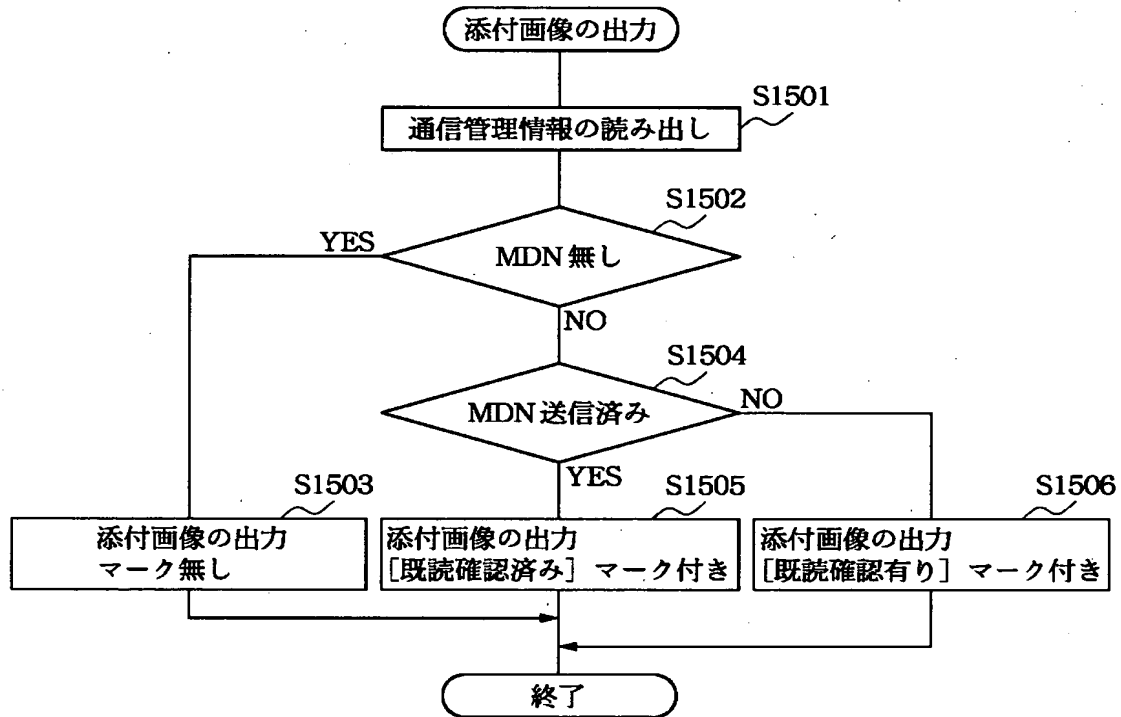 添付画像の出力
S1501
通信管理情報の読み出し
S1502
YES
MDN無し
NO
S1504
MDN送信済み
NO
YES
S1503
添付画像の出力
マーク無し
S1505
添付画像の出力
[既読確認済み] マーク付き
S1506
添付画像の出力
[既読確認有り] マーク付き
終了